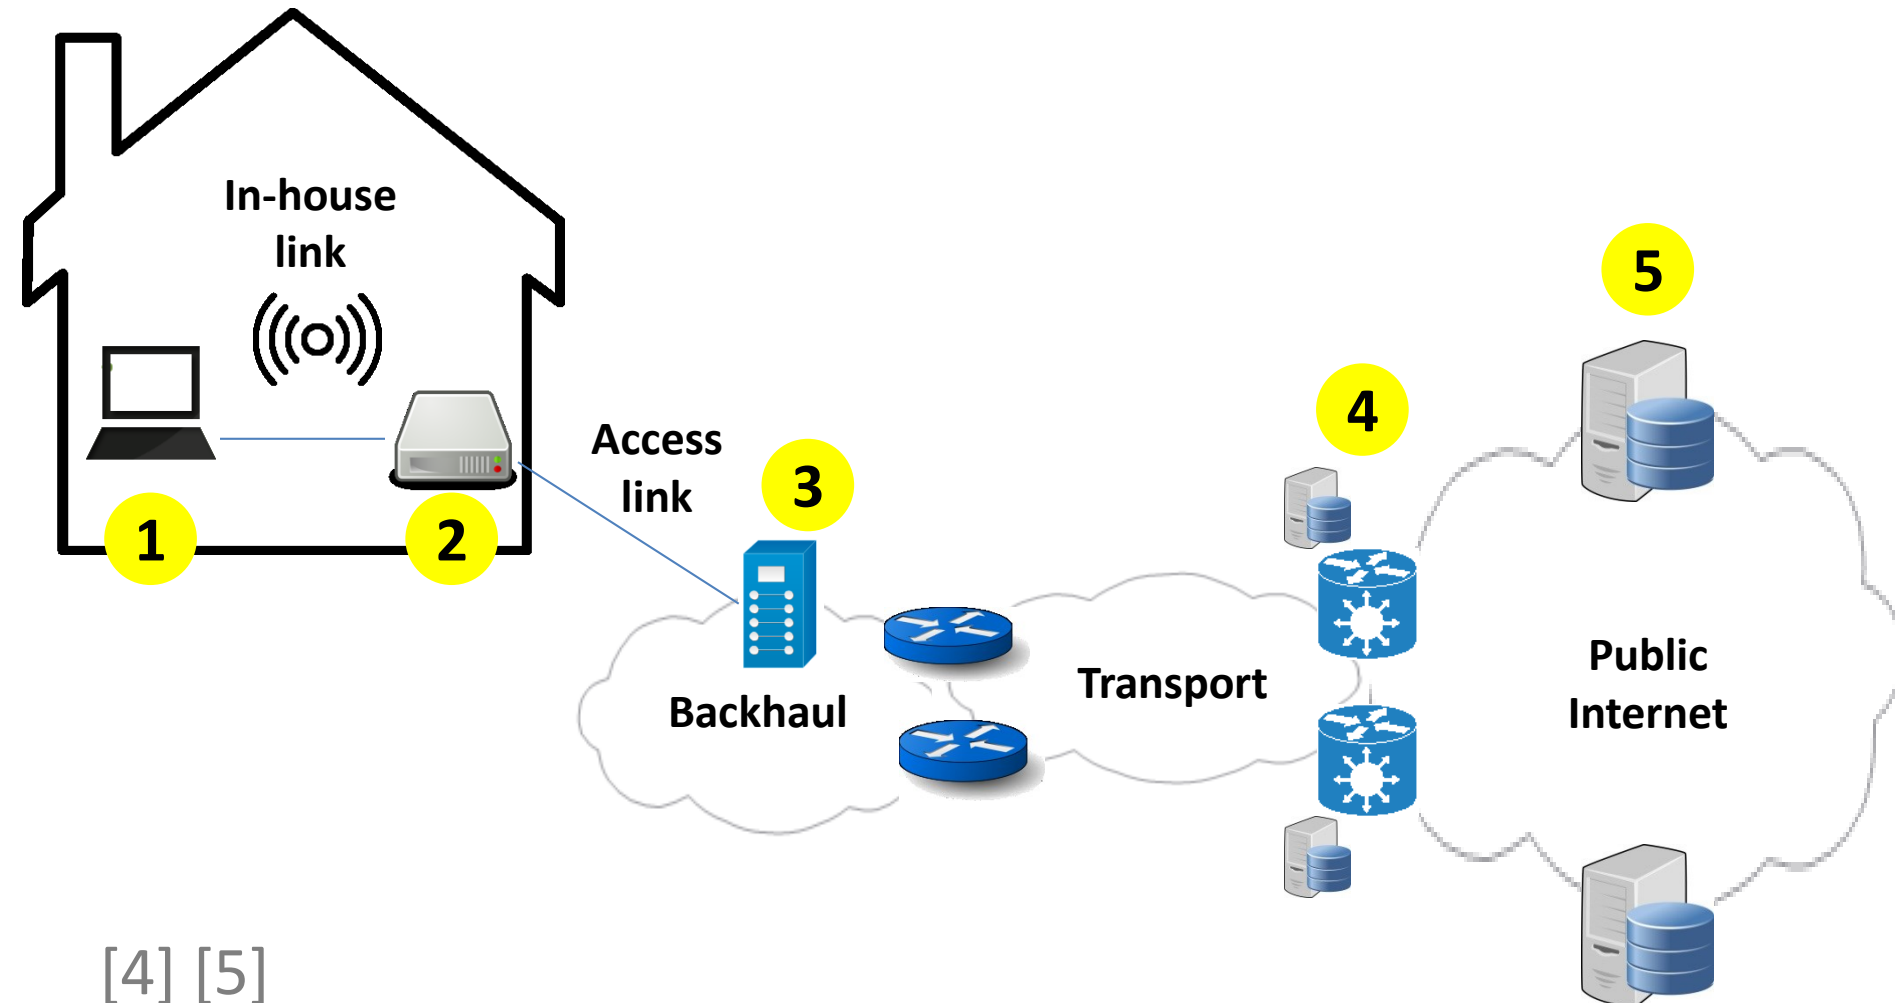 In-house
link
1
2
Access
link
3
Backhaul
Transport
4
5
Public
Internet
[4] [5]